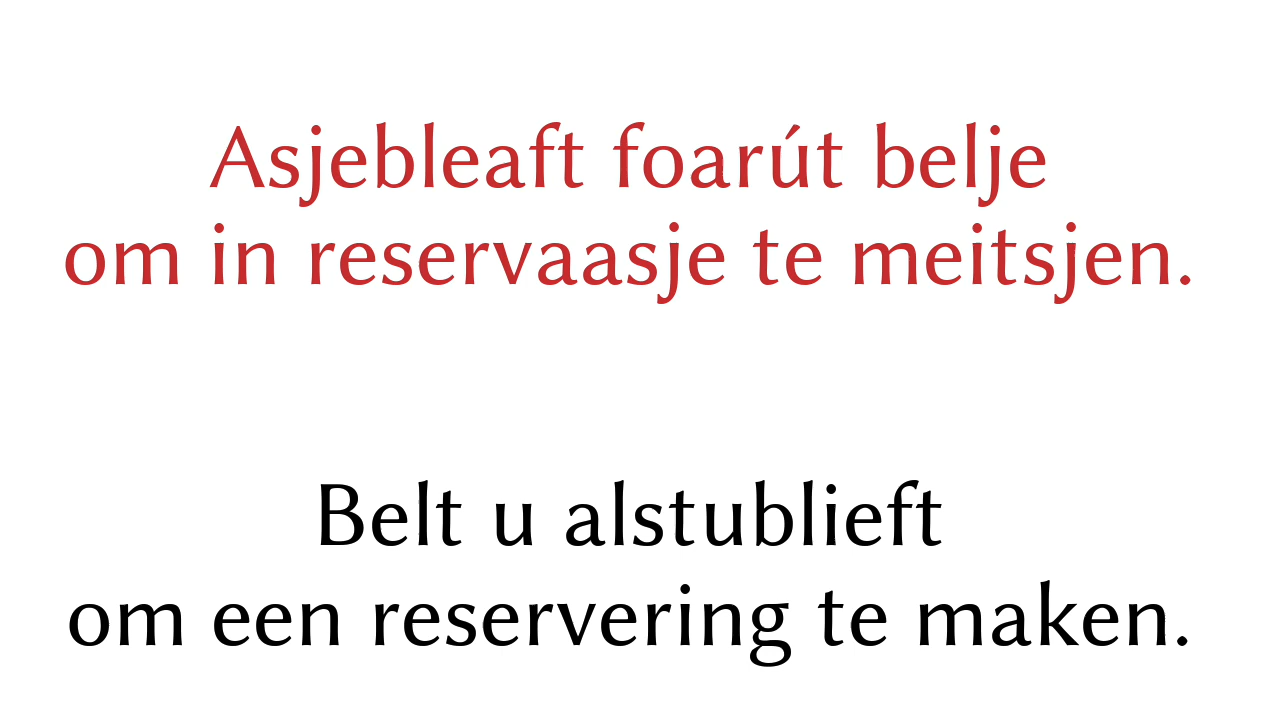 Asjebleaft foarút belje
om in reservaasje te meitsjen.
Belt u alstublieft
om een reservering te maken.